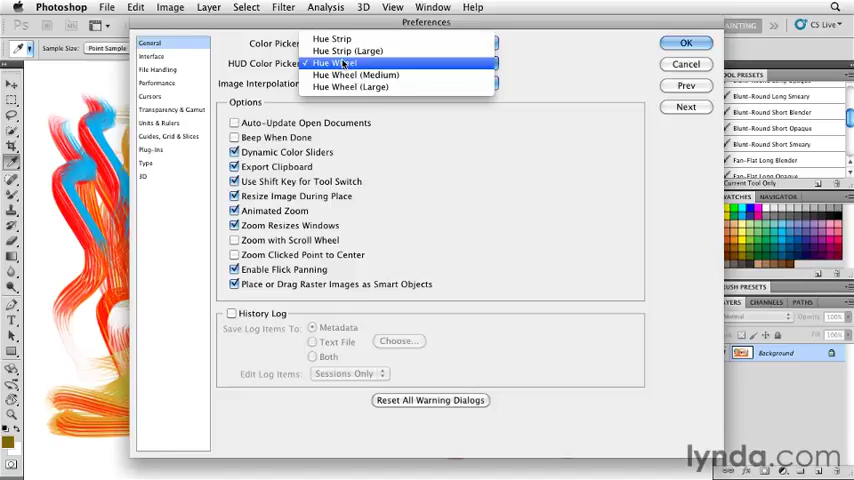 Photoshop File Edit Image Layer Select Filter Analysis 3D View Window Help
Preferences
PAINTING CS Live
Sample Size: Point Sample
General
Interface
File Handling
Performance
Cursors
Transparency & Gamut
Units & Rulers
Guides, Grid & Slices
Plug-Ins
Type
3D
Color Picker
HUD Color Picker
Image Interpolation
Hue Strip
Hue Strip (Large)
✓ Hue Wheel
Hue Wheel (Medium)
Hue Wheel (Large)
Options
Auto-Update Open Documents
Beep When Done
Dynamic Color Sliders
Export Clipboard
Use Shift Key for Tool Switch
Resize Image During Place
Animated Zoom
Zoom Resizes Windows
Zoom with Scroll Wheel
Zoom Clicked Point to Center
Enable Flick Panning
Place or Drag Raster Images as Smart Objects
History Log
Save Log Items To: Metadata
Text File Choose...
Both
Edit Log Items: Sessions Only
Reset All Warning Dialogs
OK
Cancel
Prev
Next
TOOL PRESETS
Blunt-Round Long Smeary
Blunt-Round Short Blender
Blunt-Round Short Opaque
Blunt-Round Short Smeary
Fan-Flat Long Blender
Current Tool Only
WATCHES NAVIGATOR
RUSH PRESETS
AYERS CHANNELS PATHS
Normal Opacity: 100%
Fill: 100%
Background
lynda.com
Ps
T